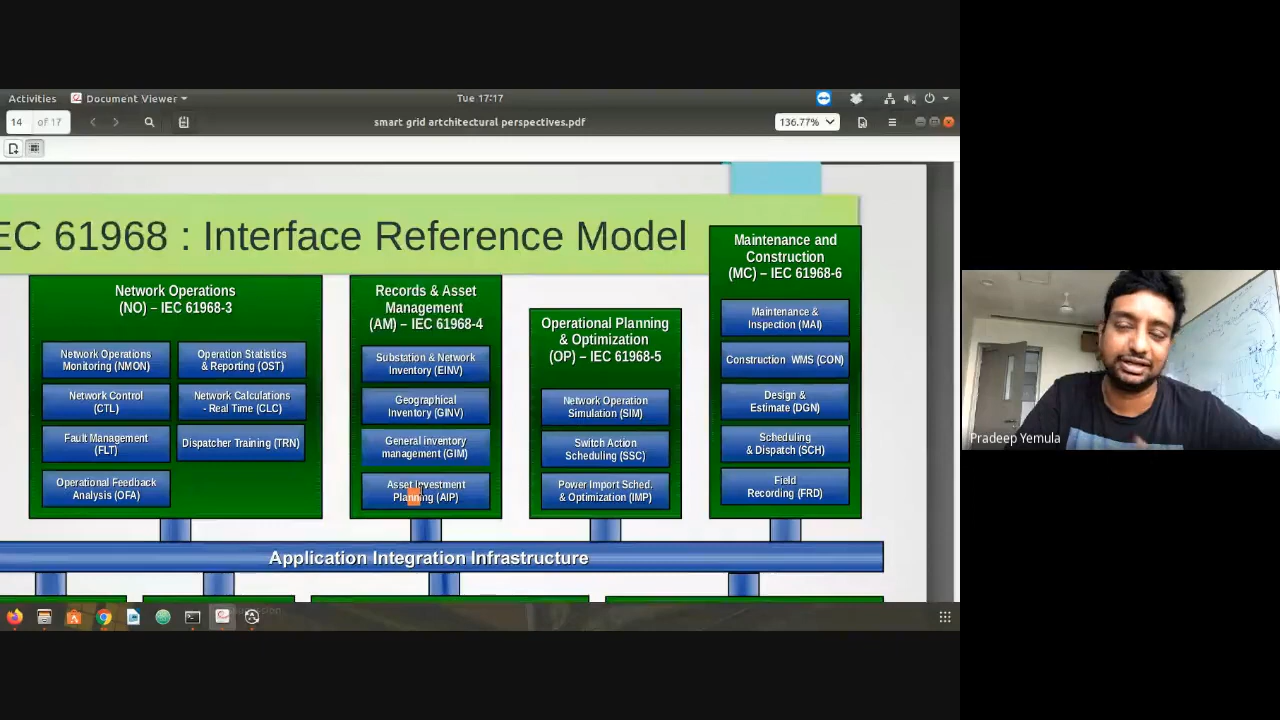 Activities
Document Viewer
Tue 17:17
14 of 17
smart grid artchitectural perspectives.pdf
136.77%
EC 61968 : Interface Reference Model
Network Operations
(NO) – IEC 61968-3
Network Operations
Monitoring (NMON)
Operation Statistics
& Reporting (OST)
Network Control
(CTL)
Network Calculations
- Real Time (CLC)
Fault Management
(FLT)
Dispatcher Training (TRN)
Operational Feedback
Analysis (OFA)
Records & Asset
Management
(AM) – IEC 61968-4
Substation & Network
Inventory (EINV)
Geographical
Inventory (GINV)
General inventory
management (GIM)
Asset Investment
Planning (AIP)
Operational Planning
& Optimization
(OP) – IEC 61968-5
Network Operation
Simulation (SIM)
Switch Action
Scheduling (SSC)
Power Import Sched.
& Optimization (IMP)
Maintenance and
Construction
(MC) – IEC 61968-6
Maintenance &
Inspection (MAI)
Construction WMS (CON)
Design &
Estimate (DGN)
Scheduling
& Dispatch (SCH)
Field
Recording (FRD)
Application Integration Infrastructure
Pradeep Yemula